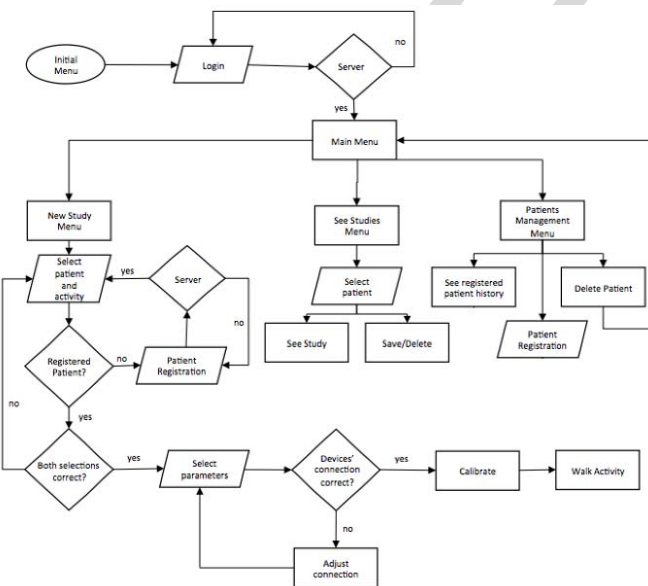 no
Initial
Menu
Login
Server
yes
Main Menu
New Study
Menu
See Studies
Menu
Patients
Management
Menu
Select
patient
and
activity
yes
Server
Select
patient
See registered
patient history
Delete Patient
no
See Study
Save/Delete
Patient
Registration
Registered
Patient?
no
Patient
Registration
no
yes
Both selections
correct?
yes
Select
parameters
Devices'
connection
correct?
yes
Calibrate
Walk Activity
no
Adjust
connection